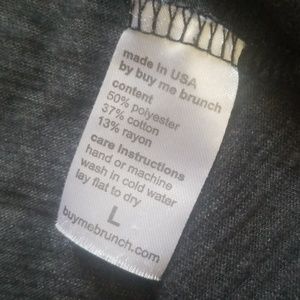 made in USA
by buy me brunch
content
50% polyester
37% cotton
13% rayon
care instructions
hand or machine
wash in cold water
lay flat to dry
L
buymebrunch.com